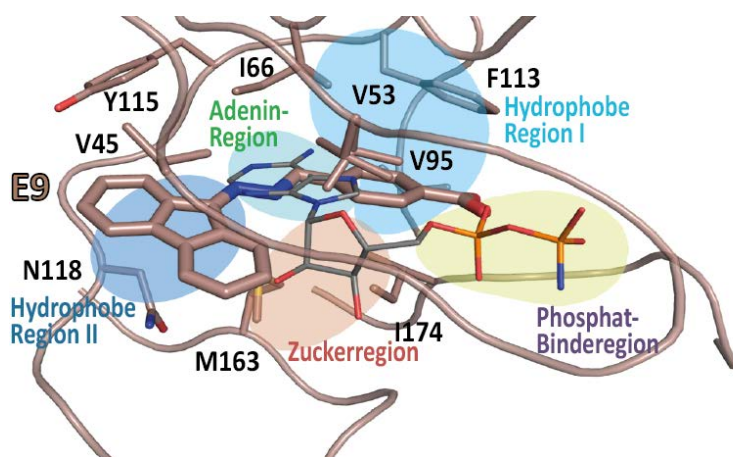 I66
F113
Y115
V53
Adenin-
Region
Hydrophobe
Region I
V45
V95
E9
N118
Hydrophobe
Region II
I174
Phosphat-
Binderegion
Zuckerregion
M163